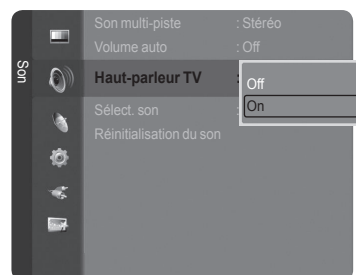 Son
Son multi-piste : Stéréo
Volume auto : Off
Haut-parleur TV :
Off
On
Sélect. son :
Réinitialisation du son